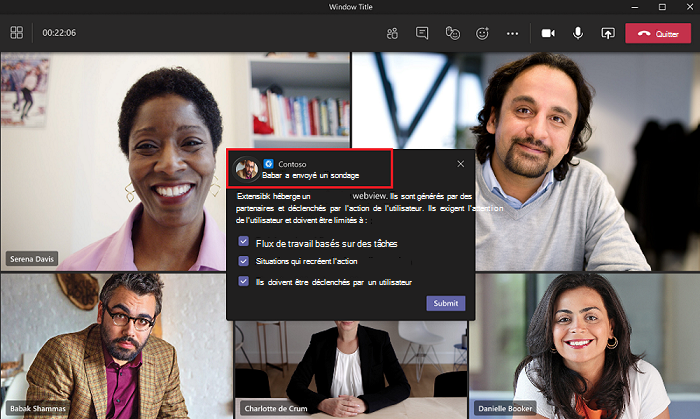 Window Title
00:22:06
Quitter
Contoso
Babar a envoyé un sondage
Extensibk héberge un webview. Ils sont générés par des
partenaires et déclenchés par l'action de l'utilisateur. Ils exigent l'attention
de l'utilisateur et doivent être limités à :
Flux de travail basés sur des tâches
Situations qui recréent l'action
Ils doivent être déclenchés par un utilisateur
Submit
Serena Davis
Babak Shammas
Charlotte de Crum
Danielle Booker